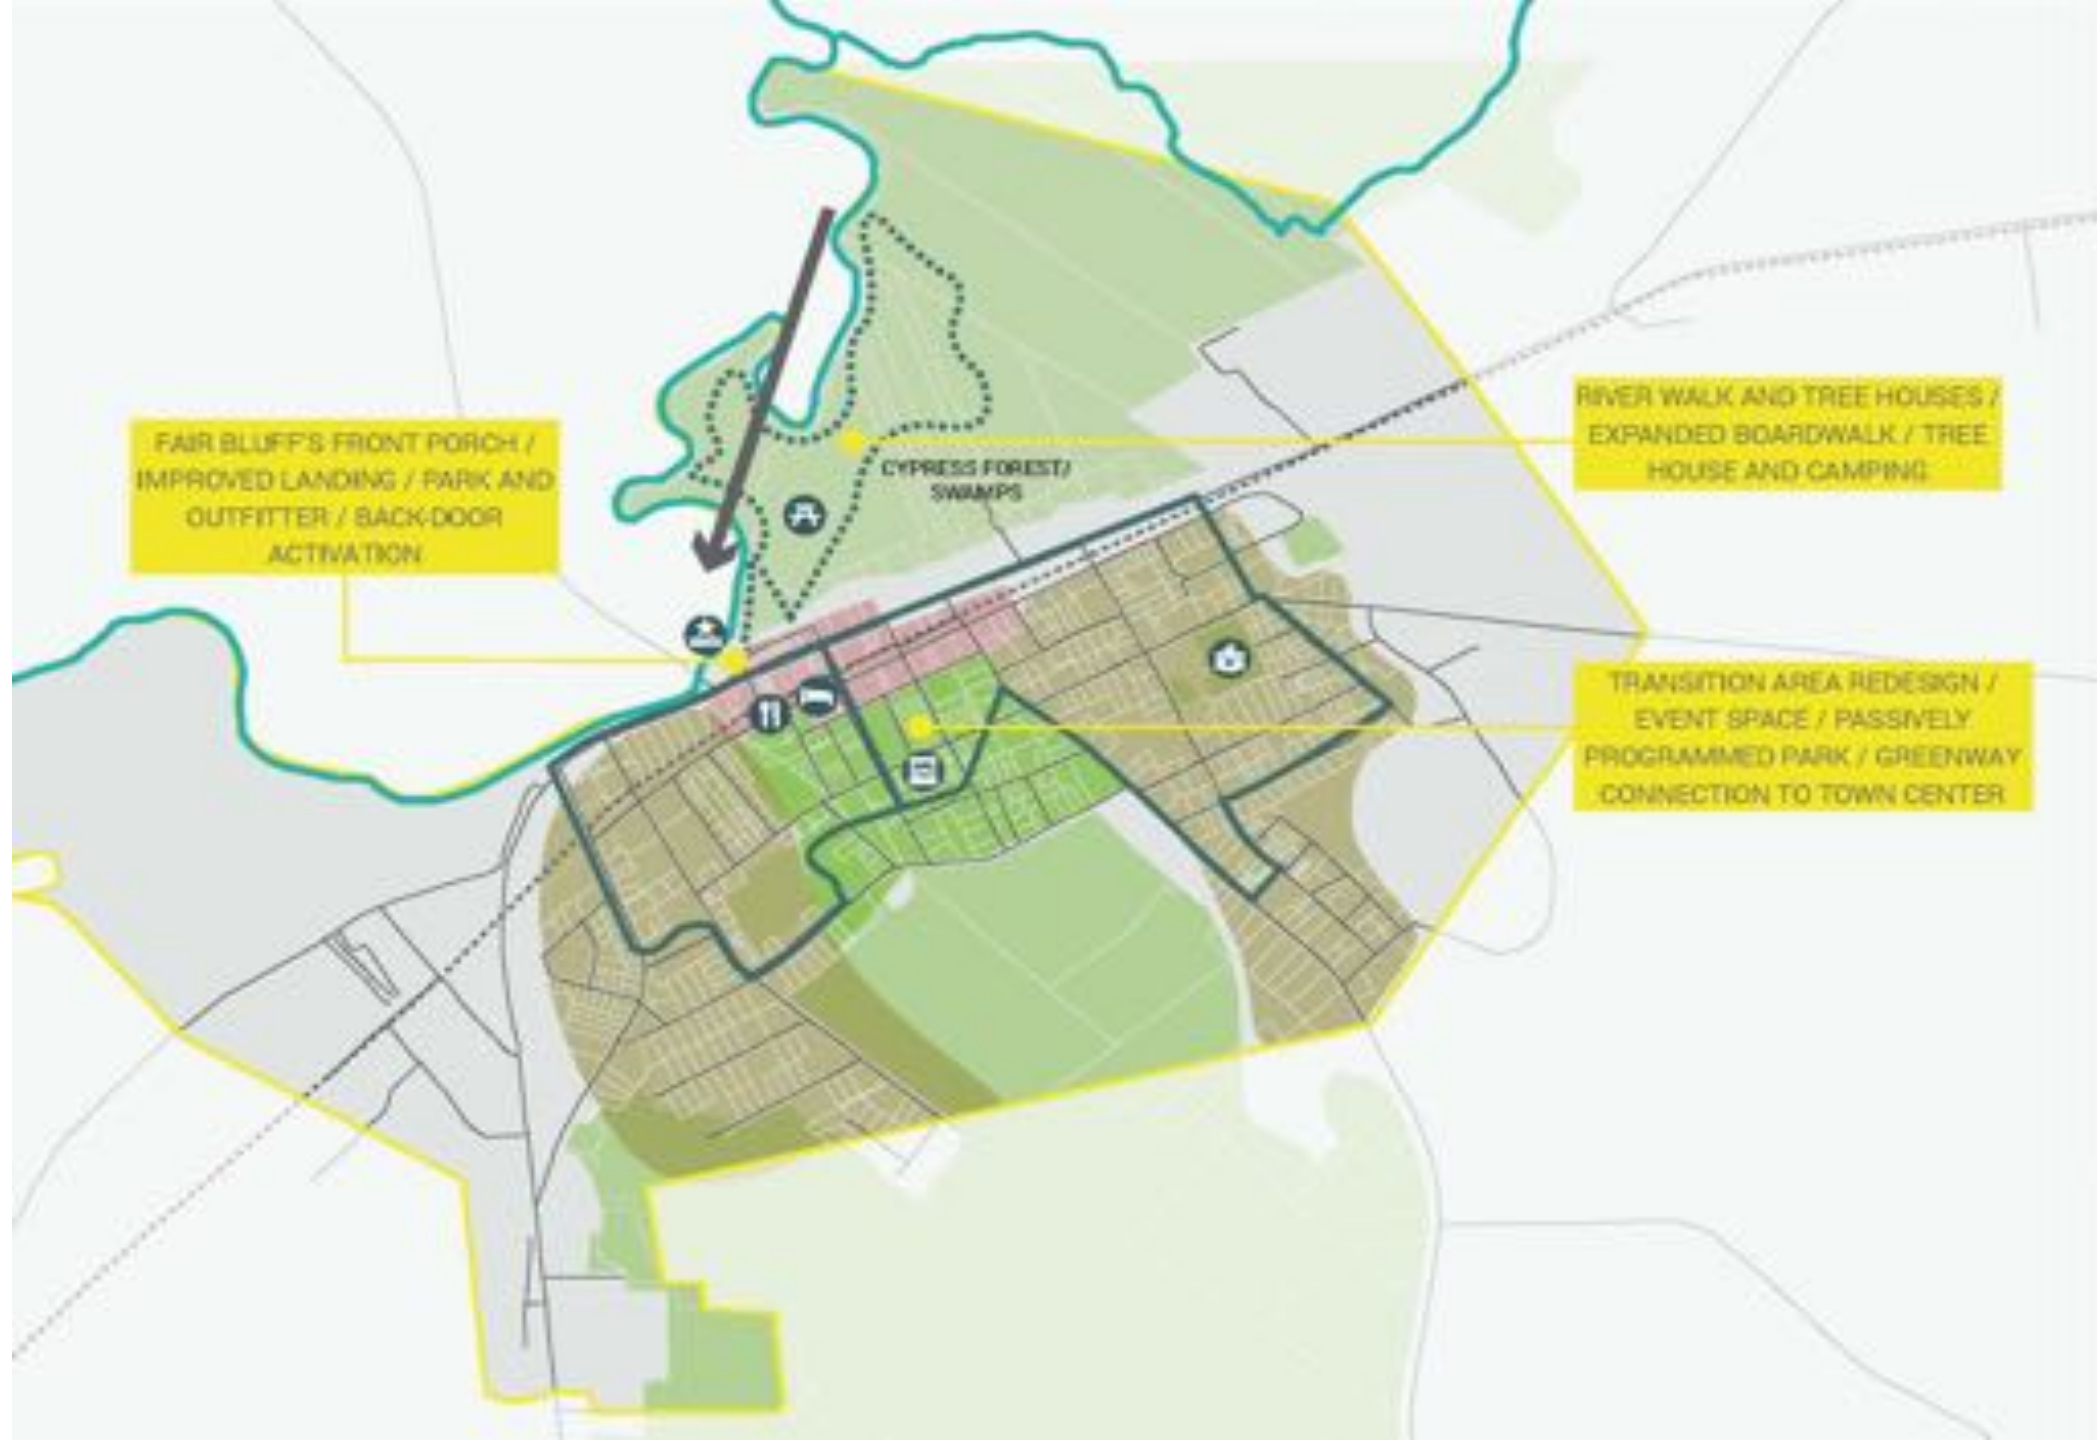 FAIR BLUFF'S FRONT PORCH /
IMPROVED LANDING / PARK AND
OUTFITTER / BACK-DOOR
ACTIVATION
RIVER WALK AND TREE HOUSES /
EXPANDED BOARDWALK / TREE
HOUSE AND CAMPING
CYPRESS FOREST/
SWAMPS
TRANSITION AREA REDESIGN /
EVENT SPACE / PASSIVELY
PROGRAMMED PARK / GREENWAY
CONNECTION TO TOWN CENTER